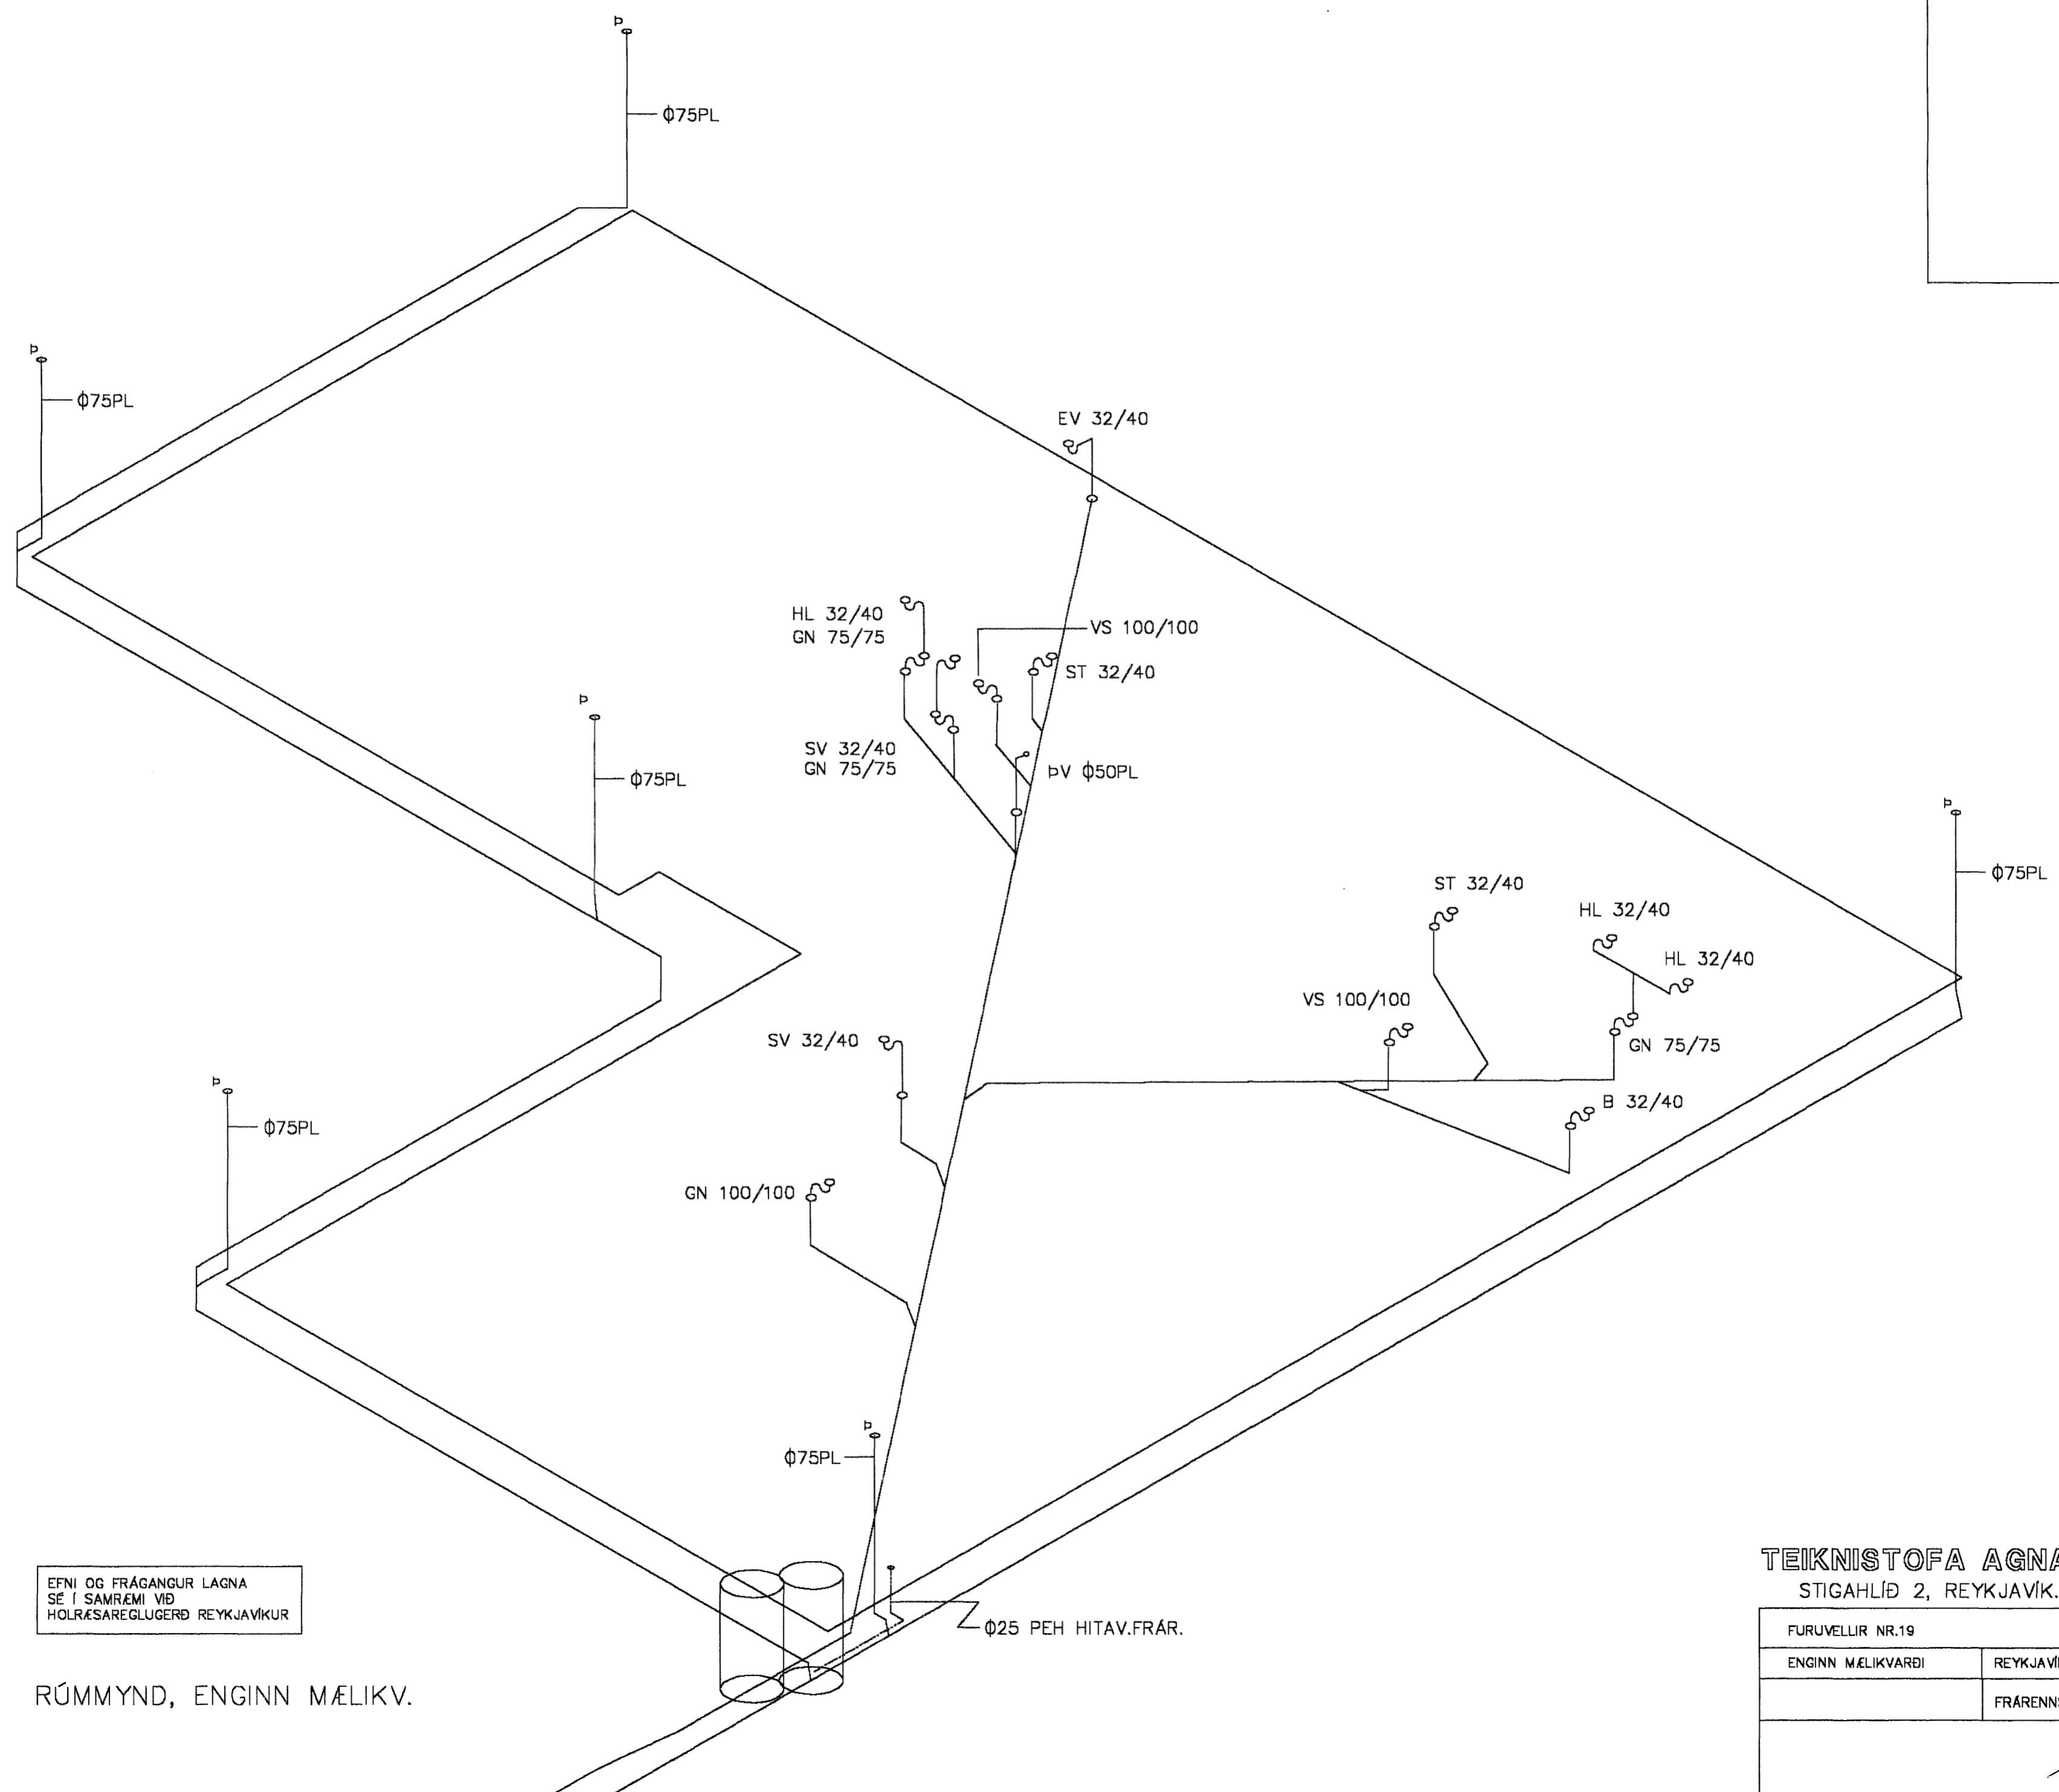 Þ
Φ75PL
Þ
Φ75PL
EV 32/40
HL 32/40
GN 75/75
VS 100/100
ST 32/40
Þ
Φ75PL
SV 32/40
GN 75/75
ÞV Φ50PL
Þ
Φ75PL
ST 32/40
HL 32/40
HL 32/40
VS 100/100
SV 32/40
GN 75/75
Þ
Φ75PL
B 32/40
GN 100/100
Þ
Φ75PL
Φ25 PEH HITAV.FRÁR.
EFNI OG FRÁGANGUR LAGNA
SÉ Í SAMRÆMI VIÐ
HOLRÆSAREGLUGERÐ REYKJAVÍKUR
RÚMMYND, ENGINN MÆLIKV.
TEIKNISTOFA AGNA
STIGAHLÍÐ 2, REYKJAVÍK.
FURUVELLIR NR.19
ENGINN MÆLIKVARÐI
REYKJAVÍ
FRÁRENN